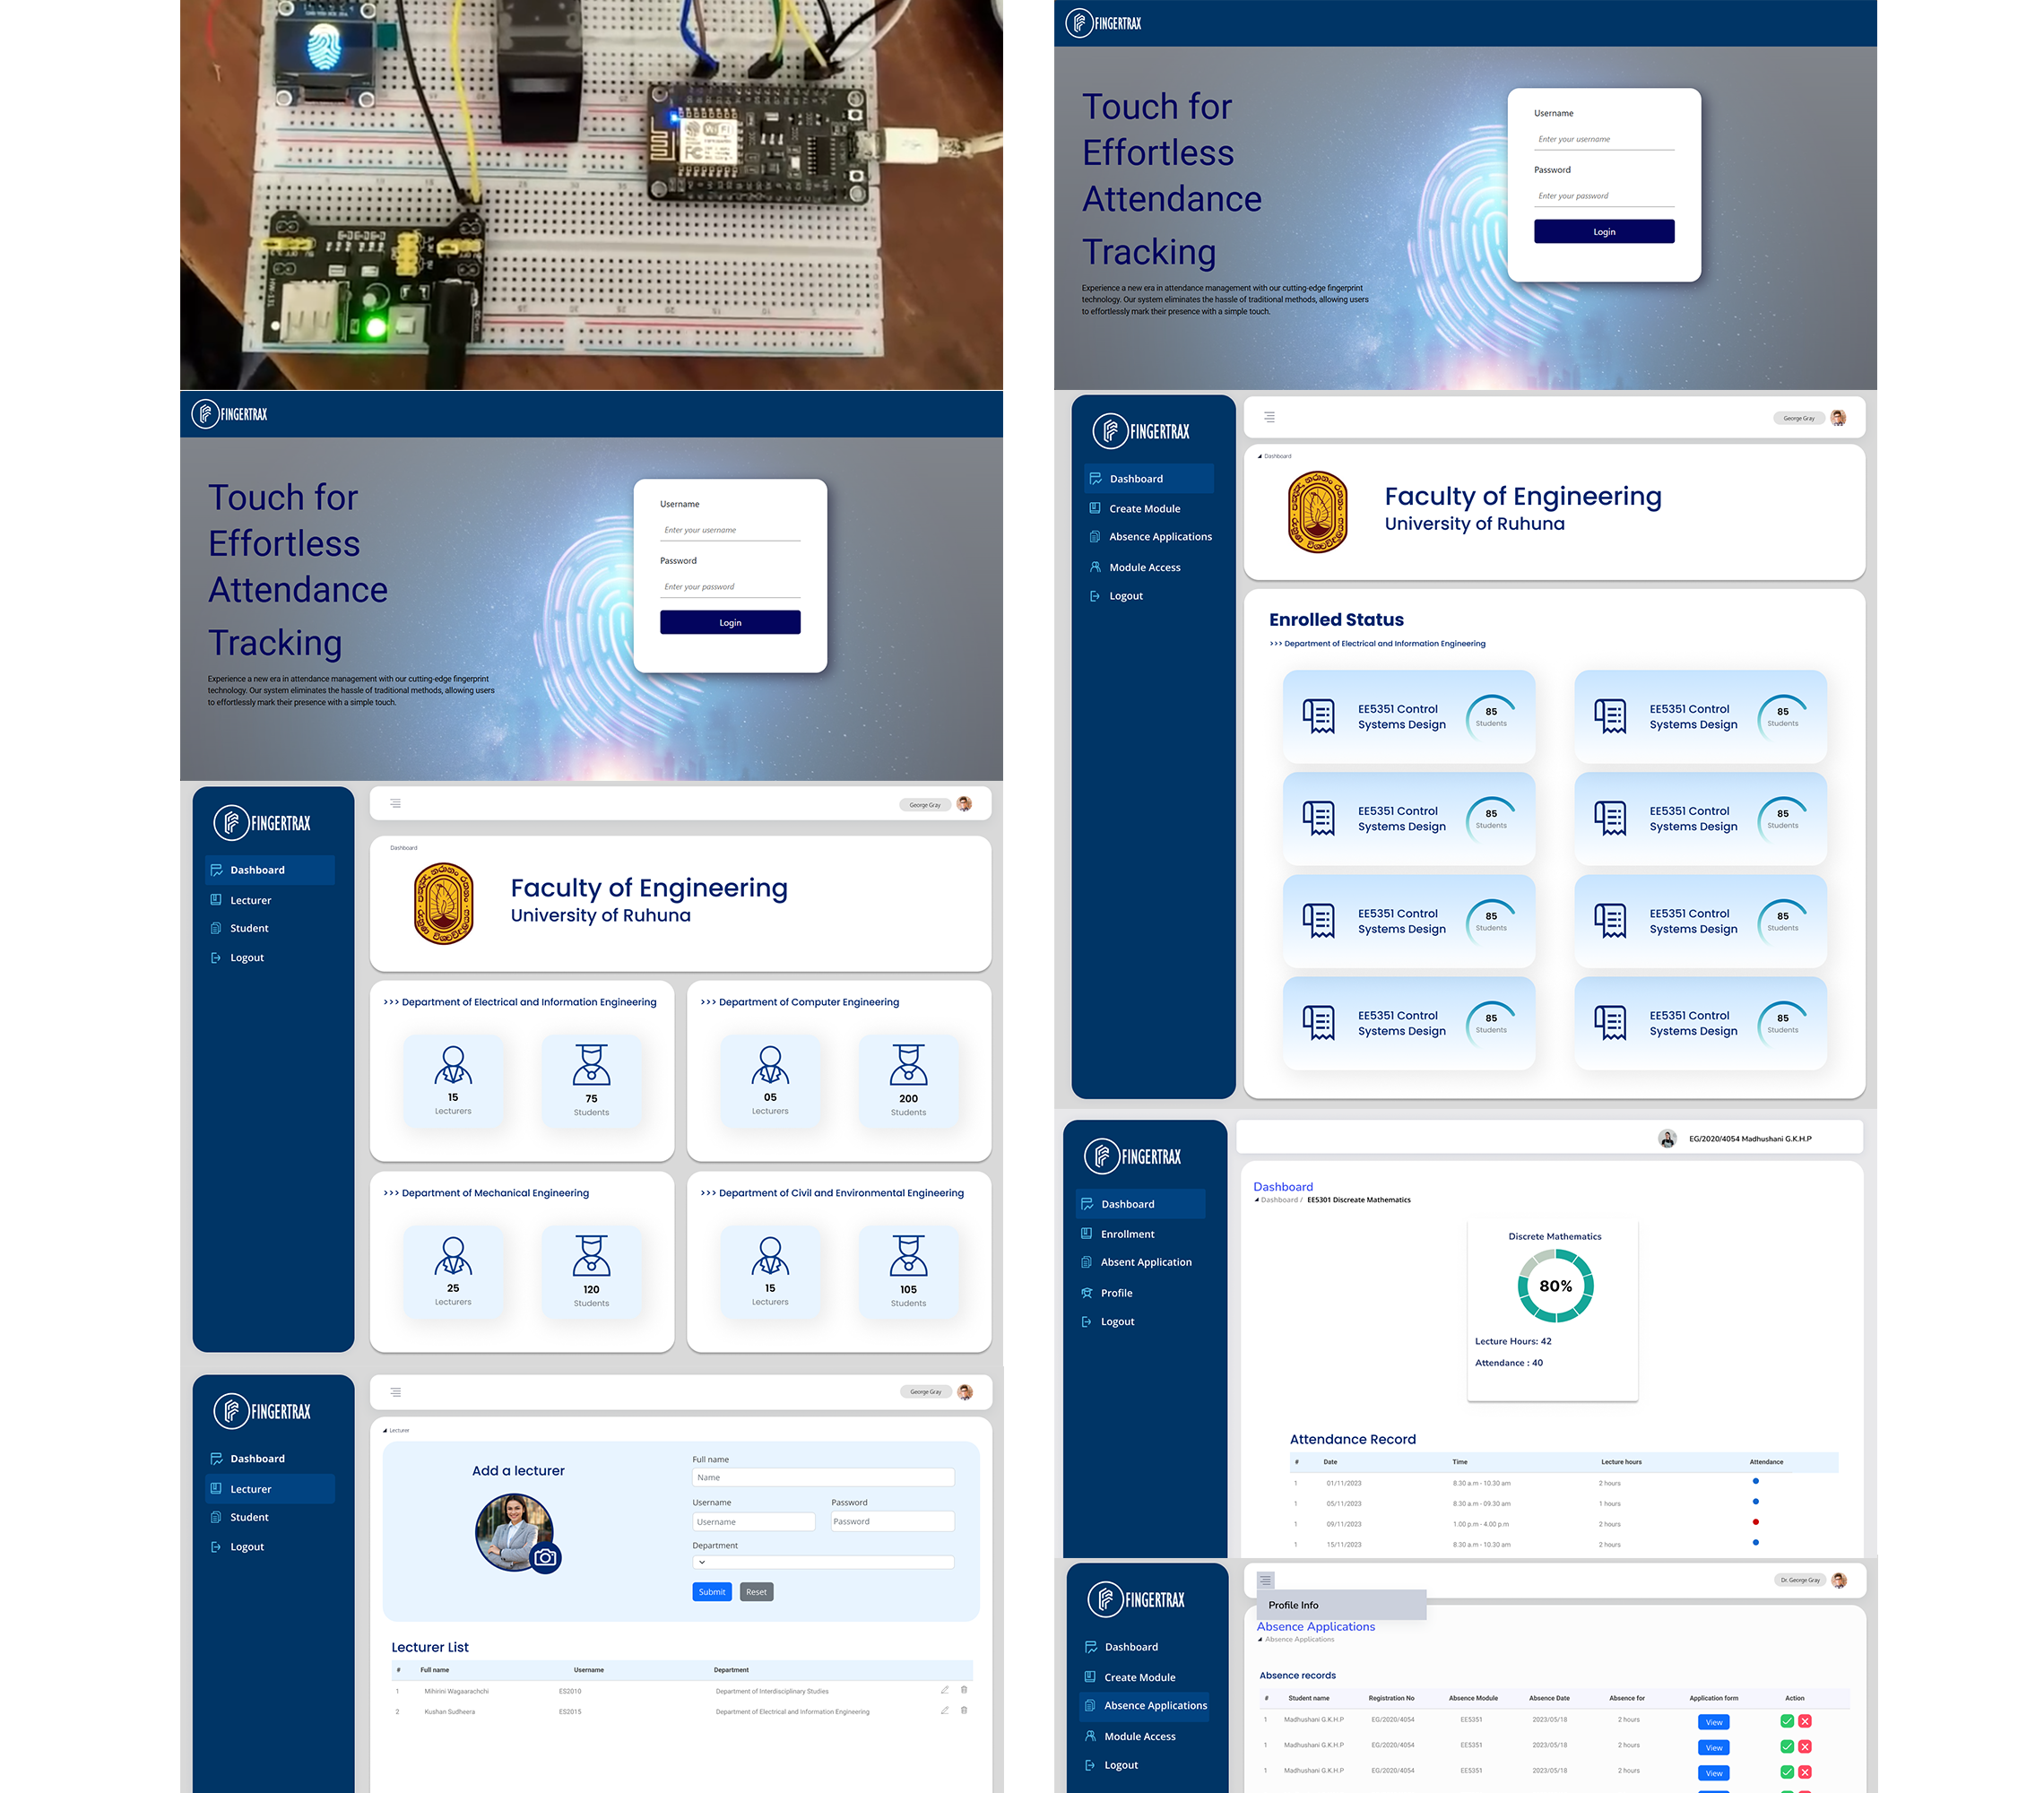 WiFi
FINGERTRAX
Touch for
Effortless
Attendance
Tracking
Experience a new era in attendance management with our cutting-edge fingerprint
technology. Our system eliminates the hassle of traditional methods, allowing users
to effortlessly mark their presence with a simple touch.
Username
Enter your username
Password
Enter your password
Login
FINGERTRAX
Dashboard
Lecturer
Student
Logout
George Gray
Dashboard
Faculty of Engineering
University of Ruhuna
>>> Department of Electrical and Information Engineering
15
Lecturers
75
Students
>>> Department of Computer Engineering
05
Lecturers
200
Students
>>> Department of Mechanical Engineering
25
Lecturers
120
Students
>>> Department of Civil and Environmental Engineering
15
Lecturers
105
Students
FINGERTRAX
Dashboard
Lecturer
Student
Logout
George Gray
Lecturer
Add a lecturer
Full name
Name
Username Password
Username Password
Department
Submit Reset
Lecturer List
# Full name Username Department
1 Mihirini Wagaarachchi ES2010 Department of Interdisciplinary Studies
2 Kushan Sudheera ES2015 Department of Electrical and Information Engineering
FINGERTRAX
Touch for
Effortless
Attendance
Tracking
Experience a new era in attendance management with our cutting-edge fingerprint
technology. Our system eliminates the hassle of traditional methods, allowing users
to effortlessly mark their presence with a simple touch.
Username
Enter your username
Password
Enter your password
Login
FINGERTRAX
Dashboard
Create Module
Absence Applications
Module Access
Logout
George Gray
Dashboard
Faculty of Engineering
University of Ruhuna
Enrolled Status
>>> Department of Electrical and Information Engineering
EE5351 Control
Systems Design
85
Students
EE5351 Control
Systems Design
85
Students
EE5351 Control
Systems Design
85
Students
EE5351 Control
Systems Design
85
Students
EE5351 Control
Systems Design
85
Students
EE5351 Control
Systems Design
85
Students
EE5351 Control
Systems Design
85
Students
EE5351 Control
Systems Design
85
Students
FINGERTRAX
Dashboard
Enrollment
Absent Application
Profile
Logout
EG/2020/4054 Madhushani G.K.H.P
Dashboard
Dashboard / EE5301 Discreate Mathematics
Discrete Mathematics
80%
Lecture Hours: 42
Attendance : 40
Attendance Record
# Date Time Lecture hours Attendance
1 01/11/2023 8.30 a.m - 10.30 am 2 hours
1 05/11/2023 8.30 a.m - 09.30 am 1 hours
1 09/11/2023 1.00 p.m - 4.00 p.m 2 hours
1 15/11/2023 8.30 a.m - 10.30 am 2 hours
FINGERTRAX
Dashboard
Create Module
Absence Applications
Module Access
Logout
Dr. George Gray
Profile Info
Absence Applications
Absence Applications
Absence records
# Student name Registration No Absence Module Absence Date Absence for Application form Action
1 Madhushani G.K.H.P EG/2020/4054 EE5351 2023/05/18 2 hours View
1 Madhushani G.K.H.P EG/2020/4054 EE5351 2023/05/18 2 hours View
1 Madhushani G.K.H.P EG/2020/4054 EE5351 2023/05/18 2 hours View